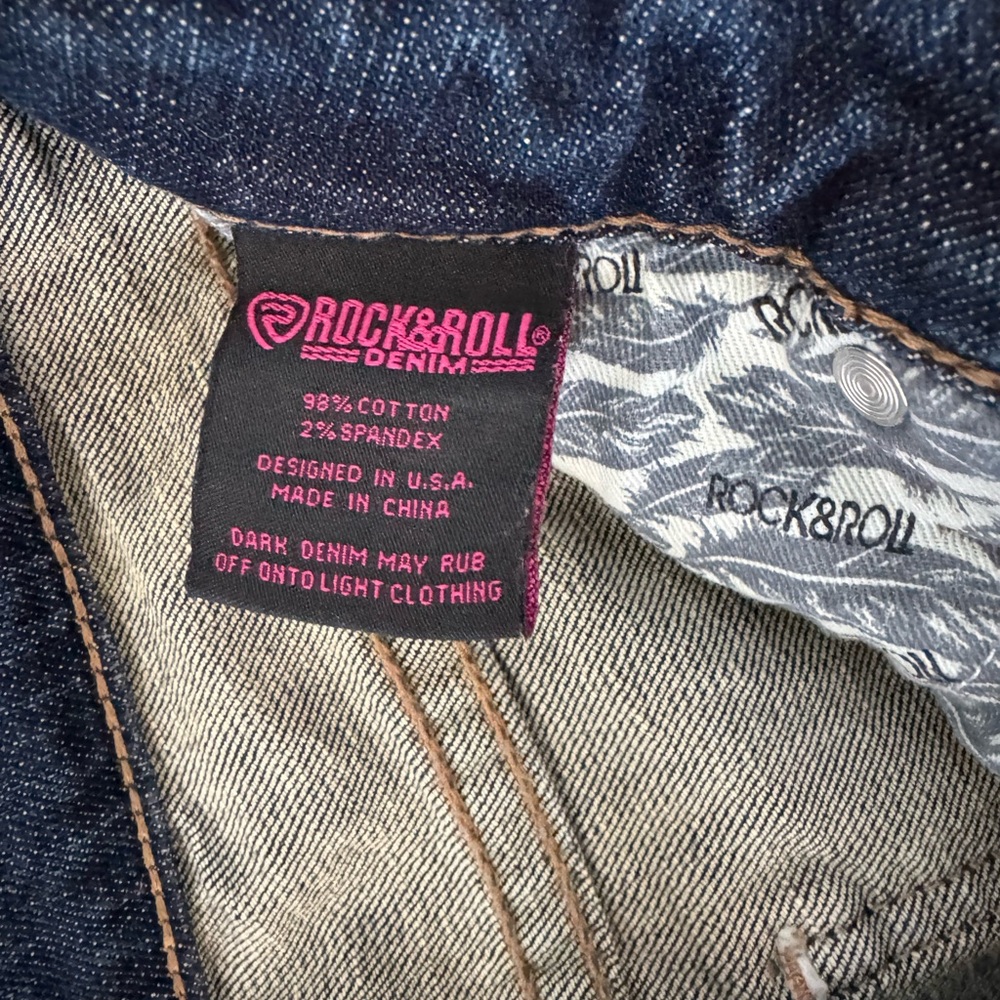 ROCK&ROLL®
DENIM
98% COTTON
2% SPANDEX
DESIGNED IN U.S.A.
MADE IN CHINA
DARK DENIM MAY RUB
OFF ONTO LIGHT CLOTHING
ROLL
ROCK&ROLL